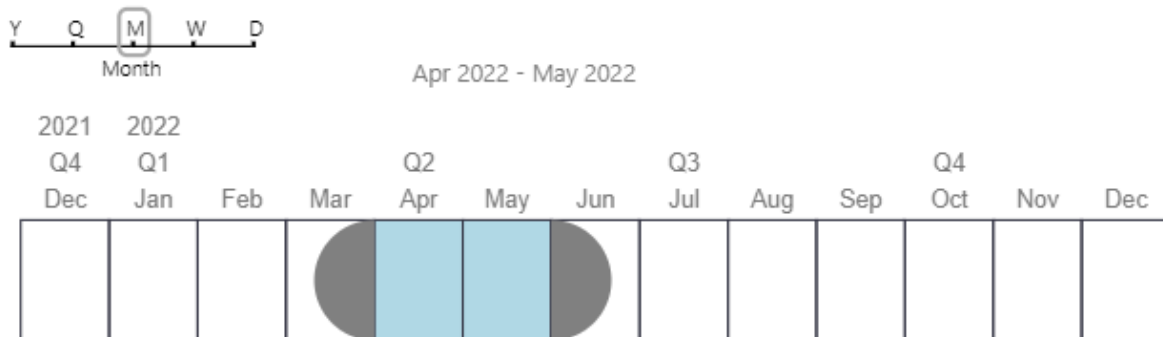 Y Q M W D
Month
Apr 2022 - May 2022
2021 2022
Q4 Q1 Q2 Q3 Q4
Dec Jan Feb Mar Apr May Jun Jul Aug Sep Oct Nov Dec